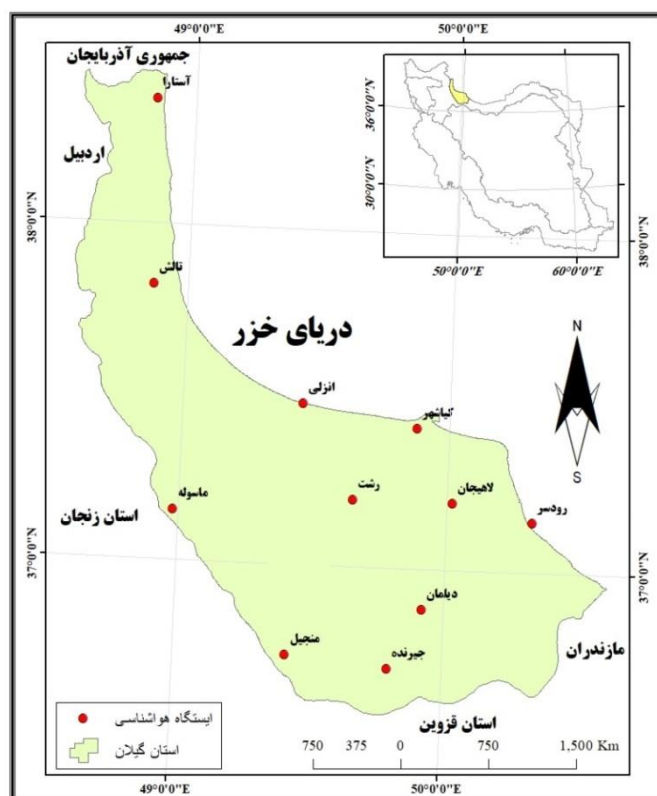 49°0'0"E
50°0'0"E
جمهوری آذربایجان
آستارا
اردبیل
36°0'0"N
30°0'0"N
50°0'0"E
60°0'0"E
38°0'0"N
38°0'0"N
تالش
دریای خزر
انزلی
کیاشهر
N
S
ماسوله
رشت
لاهیجان
رودسر
استان زنجان
37°0'0"N
37°0'0"N
دیلمان
منجیل
جیرنده
مازندران
ایستگاه هواشناسی
استان گیلان
استان قزوین
750 375 0 750 1,500 Km
49°0'0"E
50°0'0"E